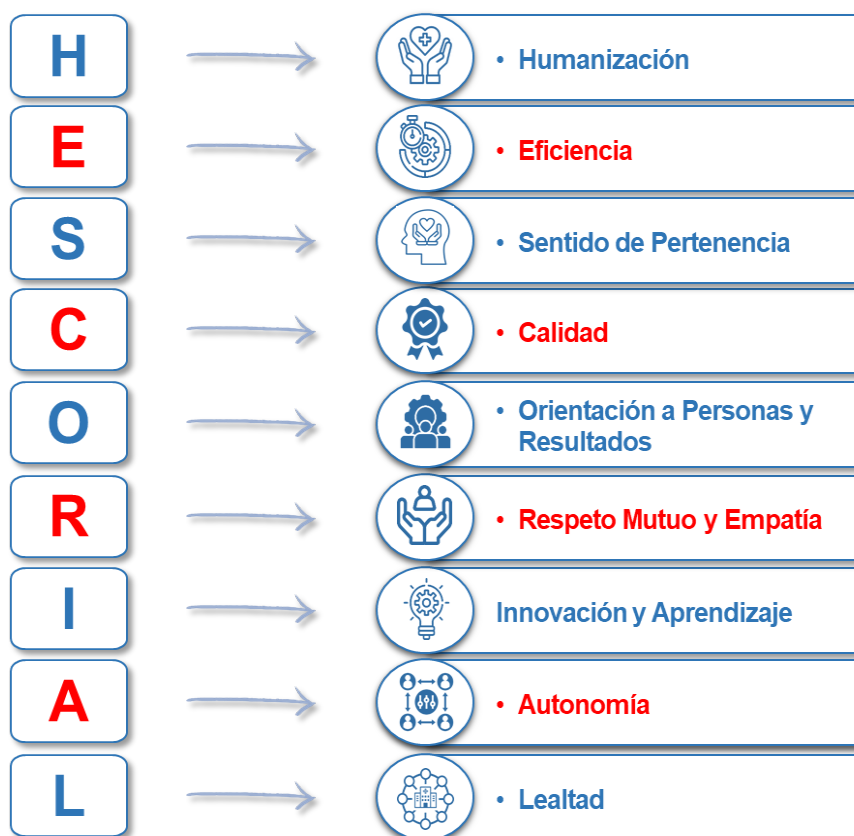 H
• Humanización
E
• Eficiencia
S
• Sentido de Pertenencia
C
• Calidad
O
• Orientación a Personas y
Resultados
R
• Respeto Mutuo y Empatía
I
Innovación y Aprendizaje
A
• Autonomía
L
• Lealtad